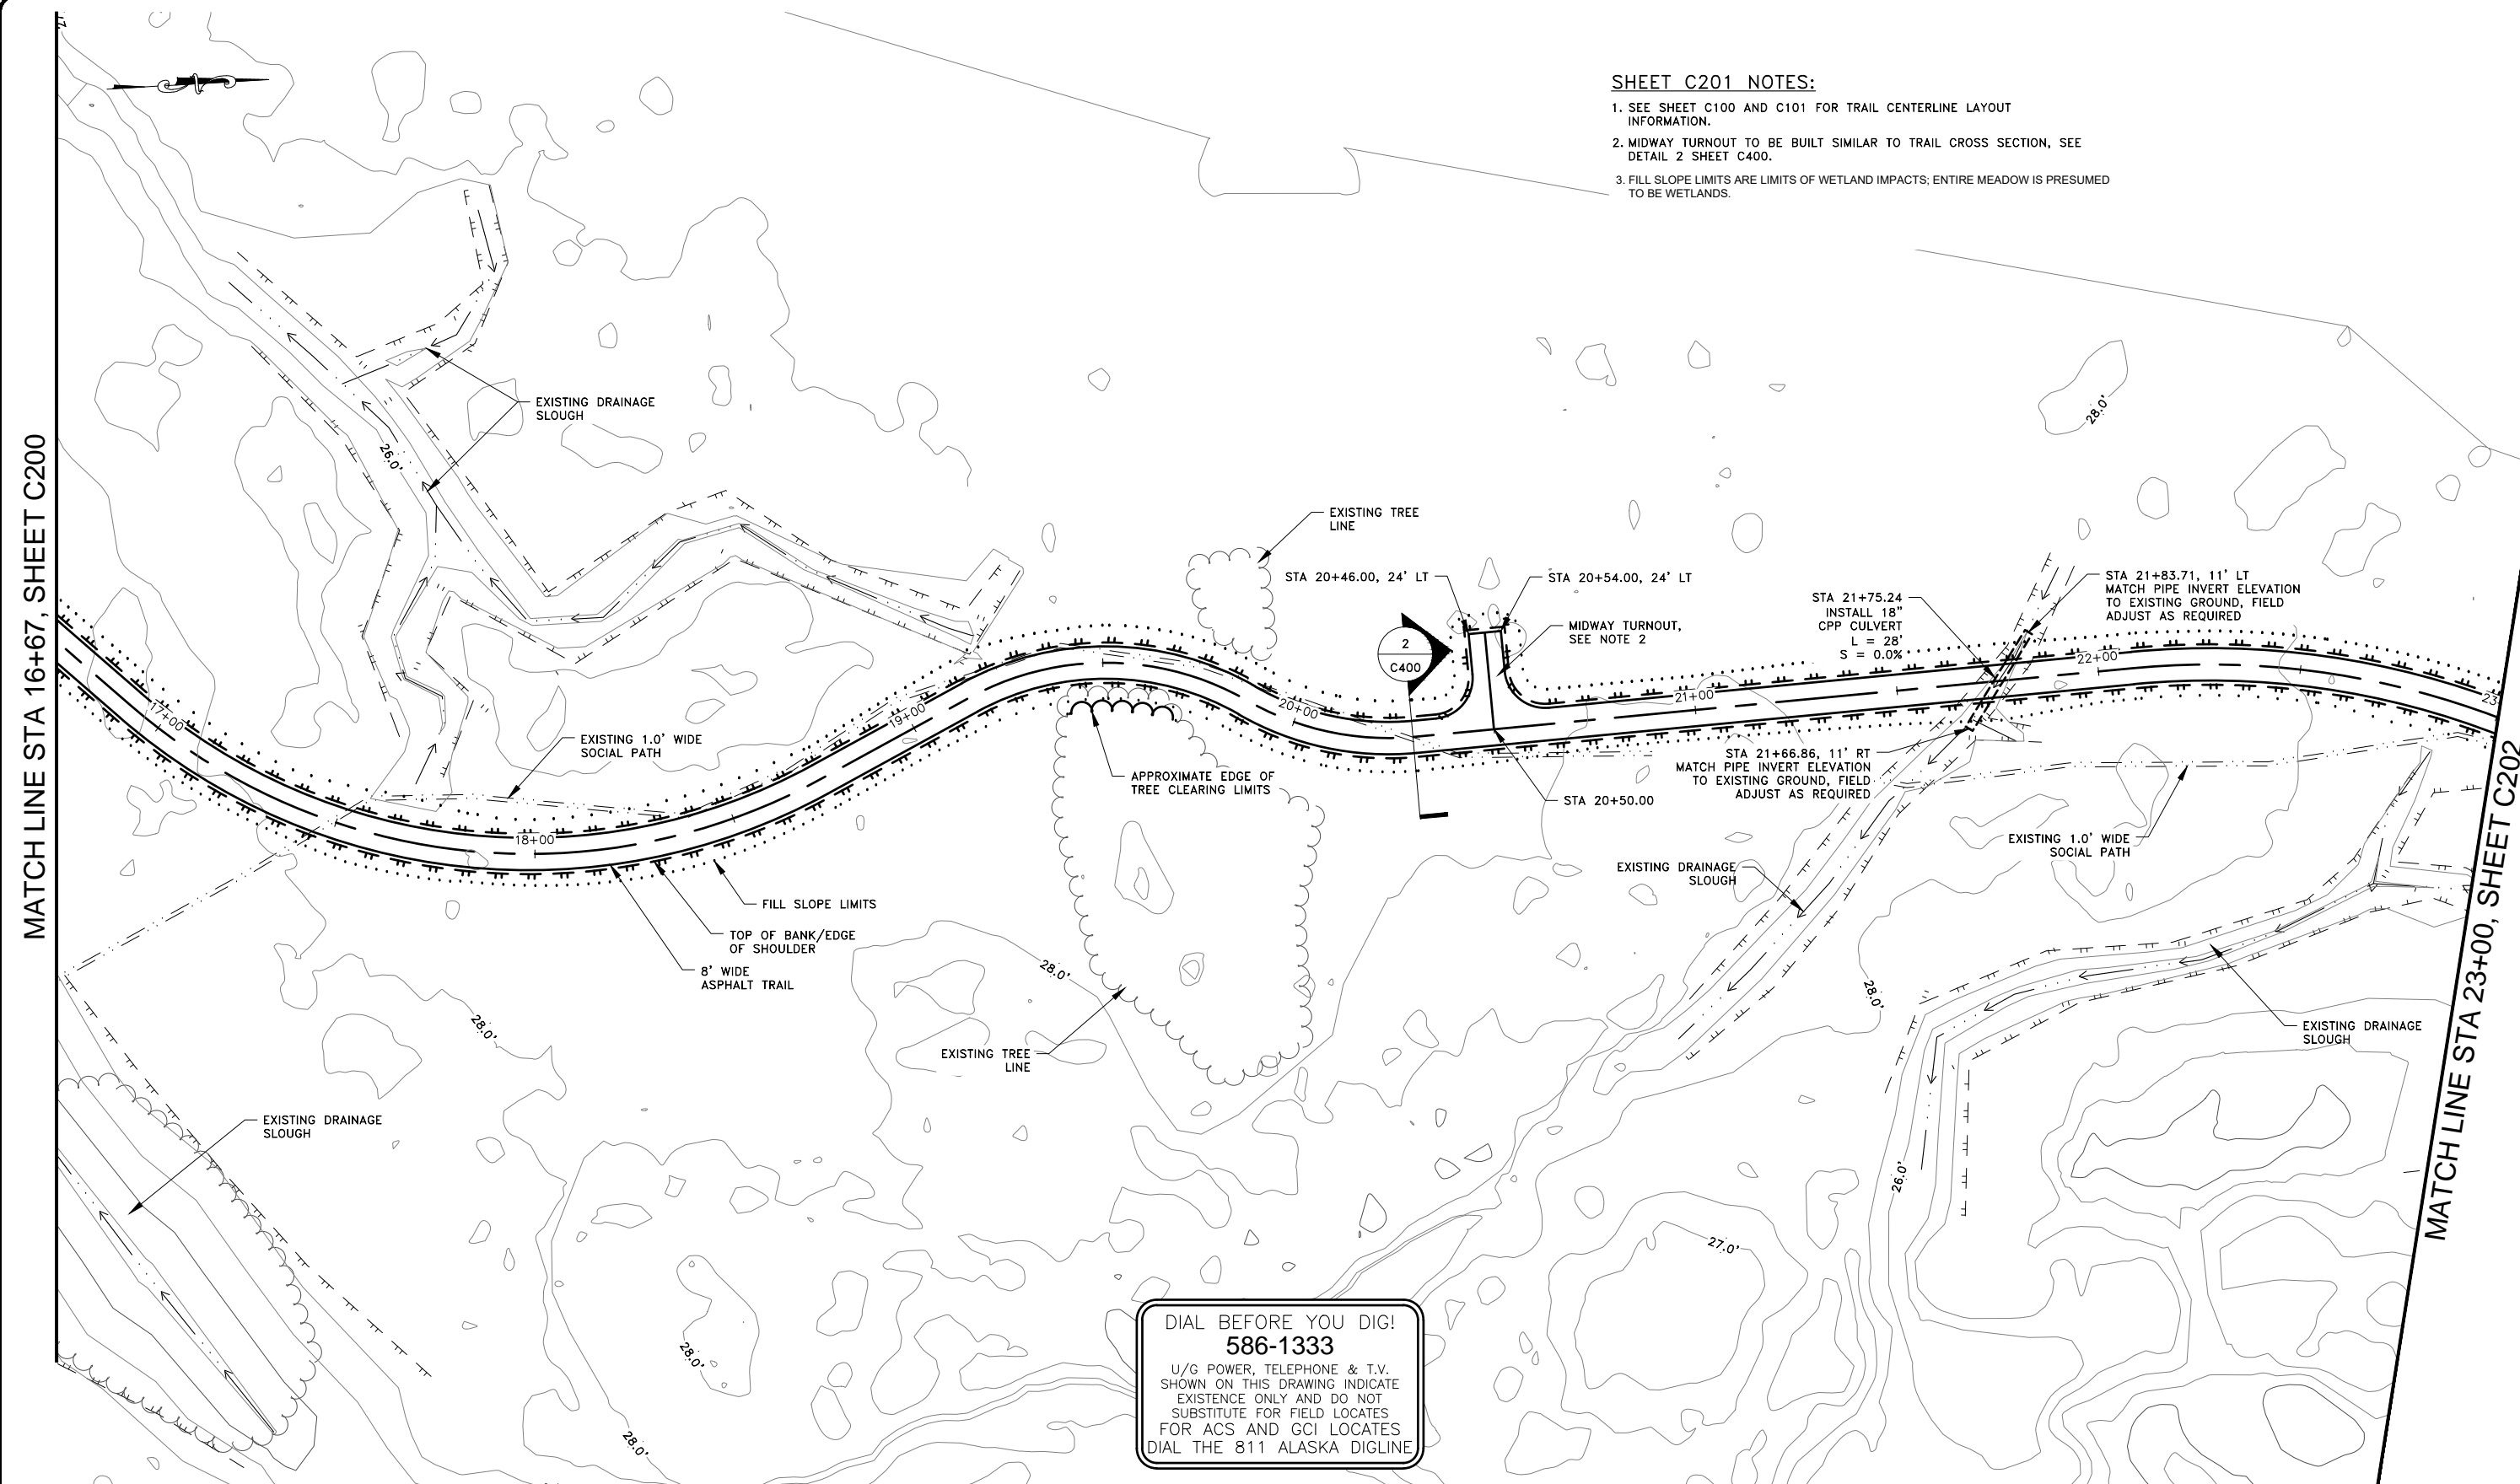 SHEET C201 NOTES:
1. SEE SHEET C100 AND C101 FOR TRAIL CENTERLINE LAYOUT
INFORMATION.
2. MIDWAY TURNOUT TO BE BUILT SIMILAR TO TRAIL CROSS SECTION, SEE
DETAIL 2 SHEET C400.
3. FILL SLOPE LIMITS ARE LIMITS OF WETLAND IMPACTS; ENTIRE MEADOW IS PRESUMED
TO BE WETLANDS.
MATCH LINE STA 16+67, SHEET C200
EXISTING DRAINAGE
SLOUGH
26.0'
28.0'
EXISTING TREE
LINE
STA 20+46.00, 24' LT
STA 20+54.00, 24' LT
MIDWAY TURNOUT,
SEE NOTE 2
2
C400
STA 21+75.24
INSTALL 18"
CPP CULVERT
L = 28'
S = 0.0%
STA 21+83.71, 11' LT
MATCH PIPE INVERT ELEVATION
TO EXISTING GROUND, FIELD
ADJUST AS REQUIRED
17+00
18+00
19+00
20+00
21+00
22+00
23
EXISTING 1.0' WIDE
SOCIAL PATH
APPROXIMATE EDGE OF
TREE CLEARING LIMITS
STA 21+66.86, 11' RT
MATCH PIPE INVERT ELEVATION
TO EXISTING GROUND, FIELD
ADJUST AS REQUIRED
STA 20+50.00
EXISTING 1.0' WIDE
SOCIAL PATH
EXISTING DRAINAGE
SLOUGH
FILL SLOPE LIMITS
TOP OF BANK/EDGE
OF SHOULDER
8' WIDE
ASPHALT TRAIL
28.0'
28.0'
28.0'
EXISTING TREE
LINE
EXISTING DRAINAGE
SLOUGH
EXISTING DRAINAGE
SLOUGH
26.0'
27.0'
28.0'
28.0'
MATCH LINE STA 23+00, SHEET C202
DIAL BEFORE YOU DIG!
586-1333
U/G POWER, TELEPHONE & T.V.
SHOWN ON THIS DRAWING INDICATE
EXISTENCE ONLY AND DO NOT
SUBSTITUTE FOR FIELD LOCATES
FOR ACS AND GCI LOCATES
DIAL THE 811 ALASKA DIGLINE